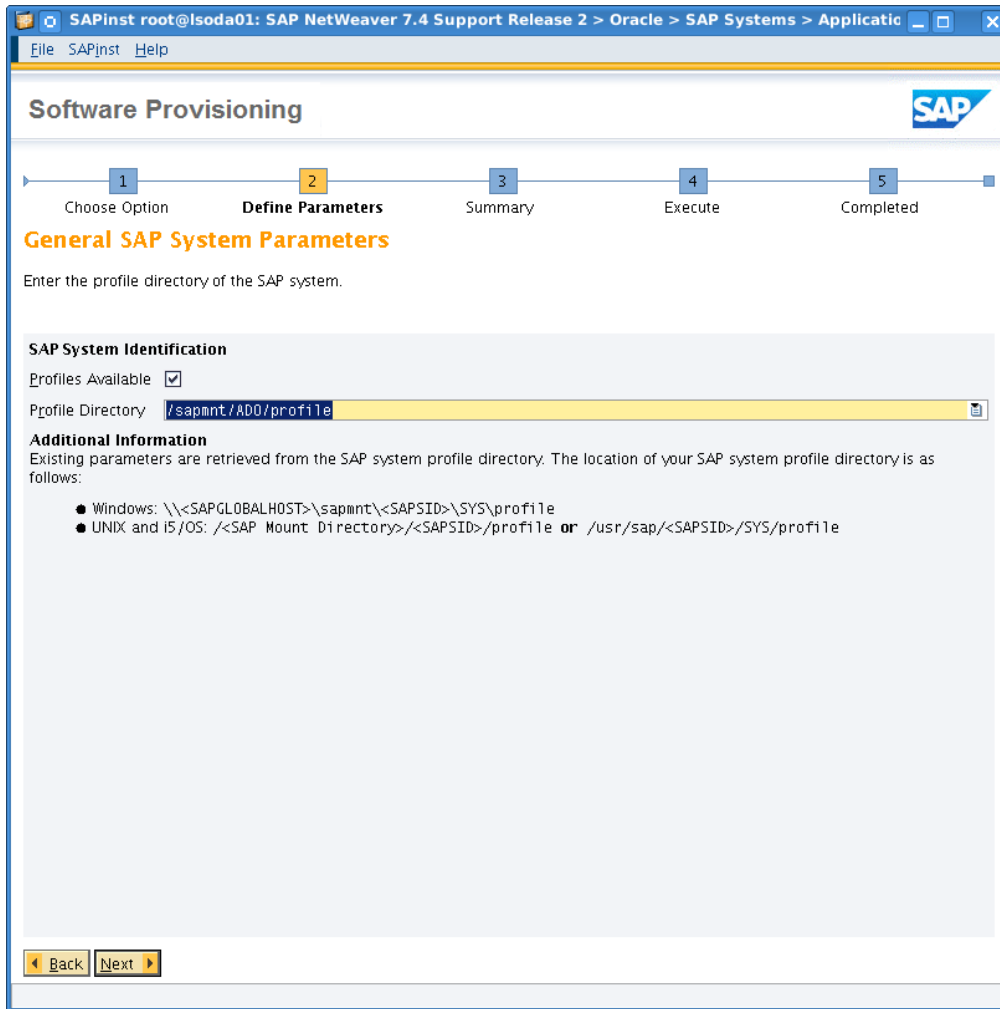 SAPinst root@lsoda01: SAP NetWeaver 7.4 Support Release 2 > Oracle > SAP Systems > Applicatio
File SAPinst Help
Software Provisioning
SAP
1 2 3 4 5
Choose Option Define Parameters Summary Execute Completed
General SAP System Parameters
Enter the profile directory of the SAP system.
SAP System Identification
Profiles Available
Profile Directory /sapmnt/ADO/profile
Additional Information
Existing parameters are retrieved from the SAP system profile directory. The location of your SAP system profile directory is as
follows:
● Windows: \\<SAPGLOBALHOST>\sapmnt\<SAPSID>\SYS\profile
● UNIX and i5/OS: /<SAP Mount Directory>/<SAPSID>/profile or /usr/sap/<SAPSID>/SYS/profile
Back Next